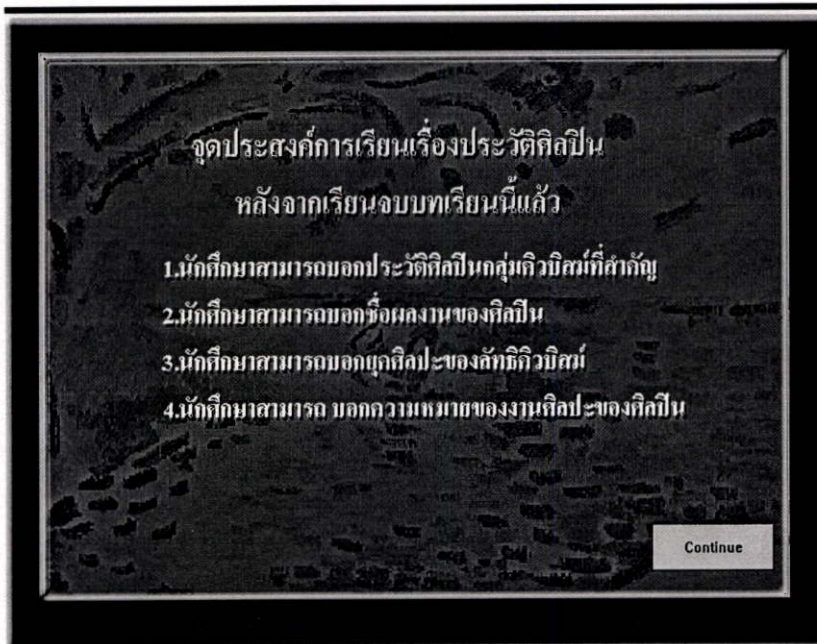 จุดประสงค์การเรียนเรื่องประวัติศิลปิน
หลังจากเรียนจบบทเรียนนี้แล้ว
1.นักศึกษาสามารถบอกประวัติศิลปินกลุ่มคิวบิสม์ที่สำคัญ
2.นักศึกษาสามารถบอกชื่อผลงานของศิลปิน
3.นักศึกษาสามารถบอกยุคศิลปะของลัทธิคิวบิสม์
4.นักศึกษาสามารถ บอกความหมายของงานศิลปะของศิลปิน
Continue